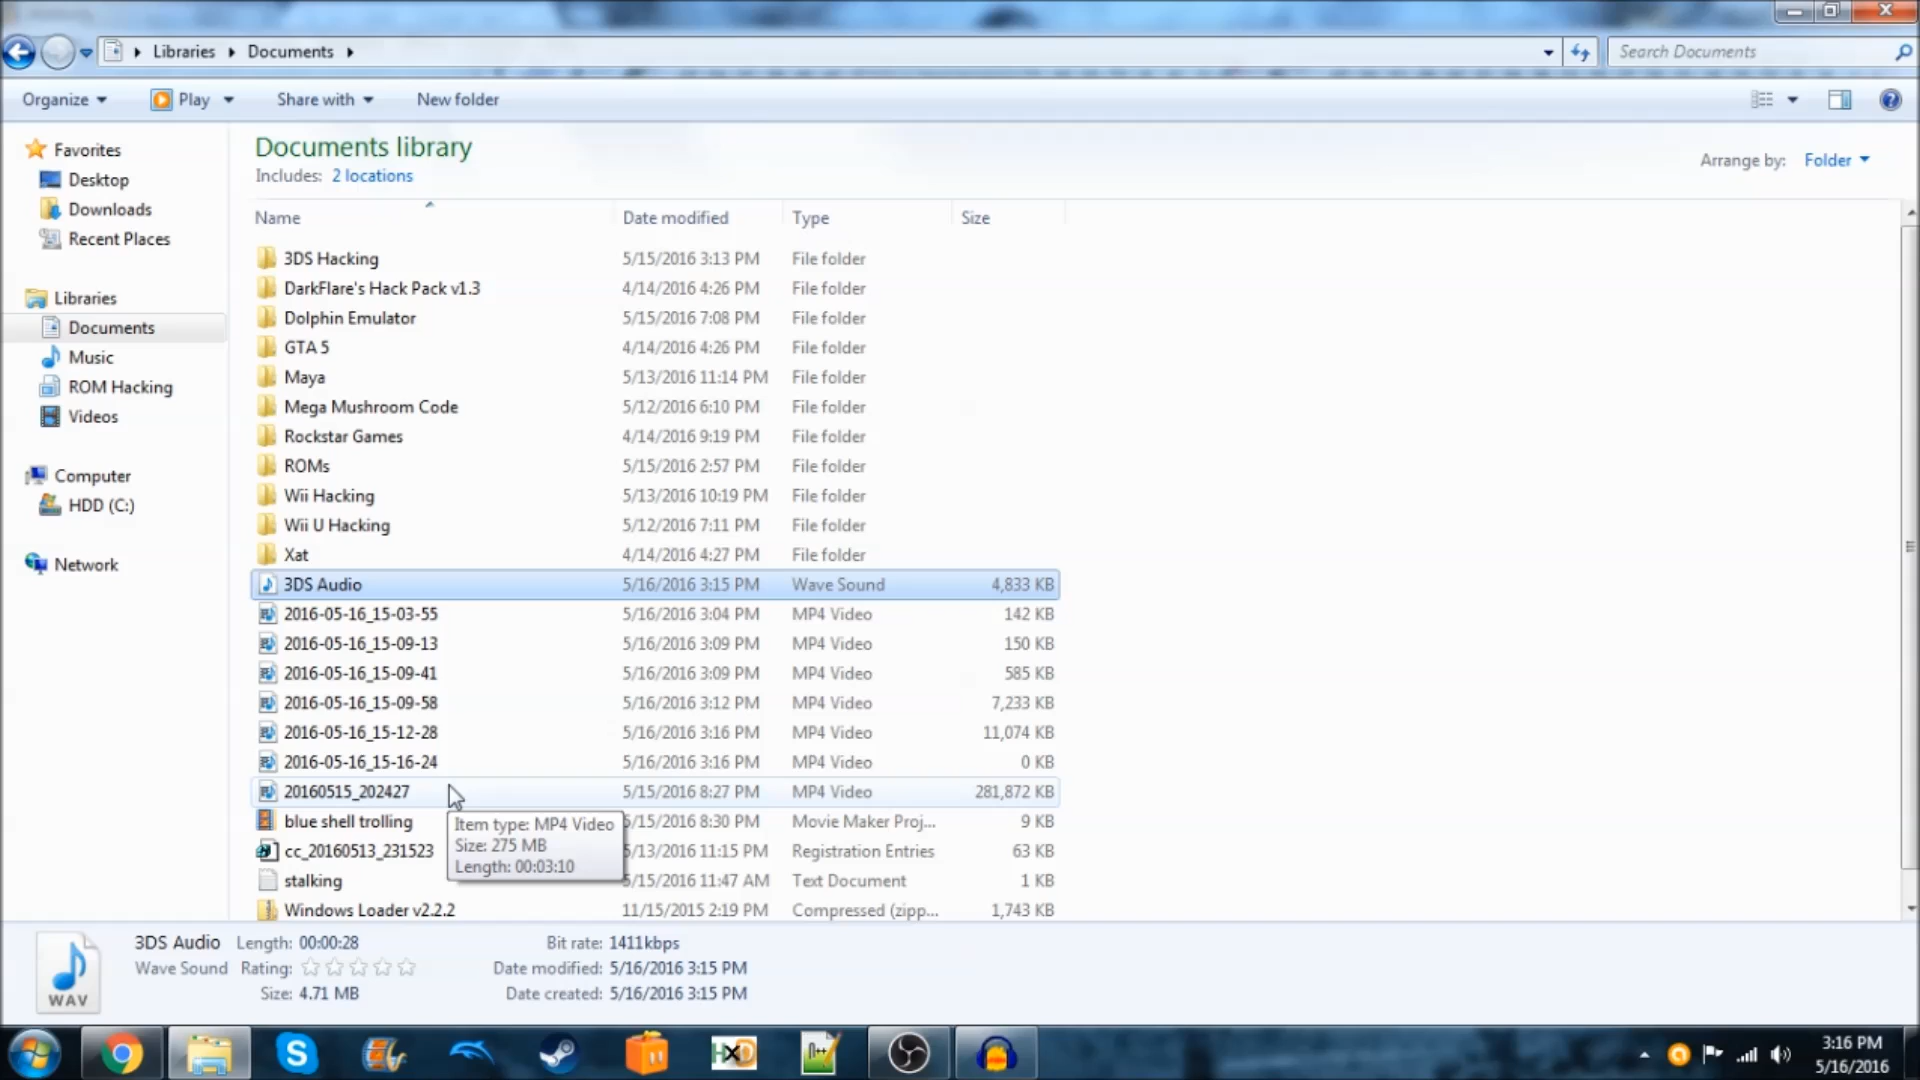 Libraries Documents
Search Documents
Organize Play Share with New folder
Documents library
Includes: 2 locations
Arrange by: Folder
Favorites
Desktop
Downloads
Recent Places
Libraries
Documents
Music
ROM Hacking
Videos
Computer
HDD (C:)
Network
Name Date modified Type Size
3DS Hacking 5/15/2016 3:13 PM File folder
DarkFlare's Hack Pack v1.3 4/14/2016 4:26 PM File folder
Dolphin Emulator 5/15/2016 7:08 PM File folder
GTA 5 4/14/2016 4:26 PM File folder
Maya 5/13/2016 11:14 PM File folder
Mega Mushroom Code 5/12/2016 6:10 PM File folder
Rockstar Games 4/14/2016 9:19 PM File folder
ROMs 5/15/2016 2:57 PM File folder
Wii Hacking 5/13/2016 10:19 PM File folder
Wii U Hacking 5/12/2016 7:11 PM File folder
Xat 4/14/2016 4:27 PM File folder
3DS Audio 5/16/2016 3:15 PM Wave Sound 4,833 KB
2016-05-16_15-03-55 5/16/2016 3:04 PM MP4 Video 142 KB
2016-05-16_15-09-13 5/16/2016 3:09 PM MP4 Video 150 KB
2016-05-16_15-09-41 5/16/2016 3:09 PM MP4 Video 585 KB
2016-05-16_15-09-58 5/16/2016 3:12 PM MP4 Video 7,233 KB
2016-05-16_15-12-28 5/16/2016 3:16 PM MP4 Video 11,074 KB
2016-05-16_15-16-24 5/16/2016 3:16 PM MP4 Video 0 KB
20160515_202427 5/15/2016 8:27 PM MP4 Video 281,872 KB
blue shell trolling 5/15/2016 8:30 PM Movie Maker Proj... 9 KB
cc_20160513_231523 5/13/2016 11:15 PM Registration Entries 63 KB
stalking 5/15/2016 11:47 AM Text Document 1 KB
Windows Loader v2.2.2 11/15/2015 2:19 PM Compressed (zipp... 1,743 KB
Item type: MP4 Video
Size: 275 MB
Length: 00:03:10
3DS Audio Length: 00:00:28 Bit rate: 1411kbps
Wave Sound Rating: Date modified: 5/16/2016 3:15 PM
Size: 4.71 MB Date created: 5/16/2016 3:15 PM
WAV
HXD
n++
3:16 PM
5/16/2016